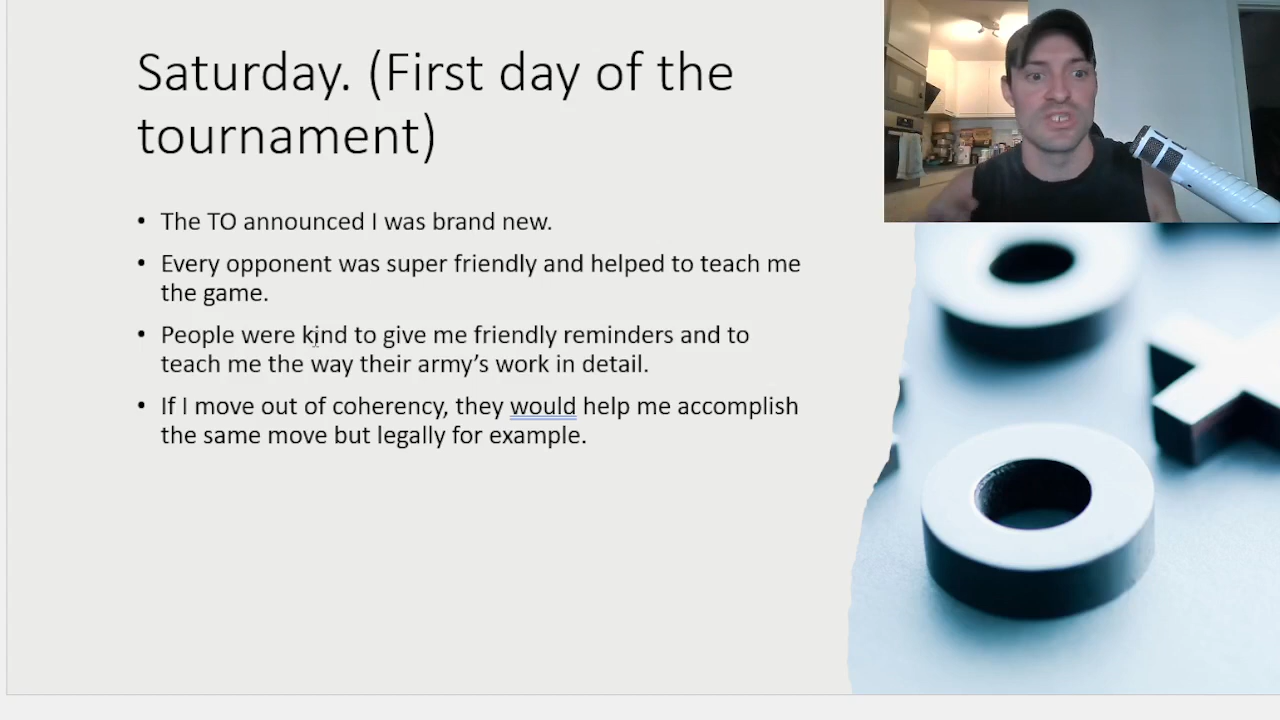 Saturday. (First day of the
tournament)
• The TO announced I was brand new.
• Every opponent was super friendly and helped to teach me
the game.
• People were kind to give me friendly reminders and to
teach me the way their army’s work in detail.
• If I move out of coherency, they would help me accomplish
the same move but legally for example.